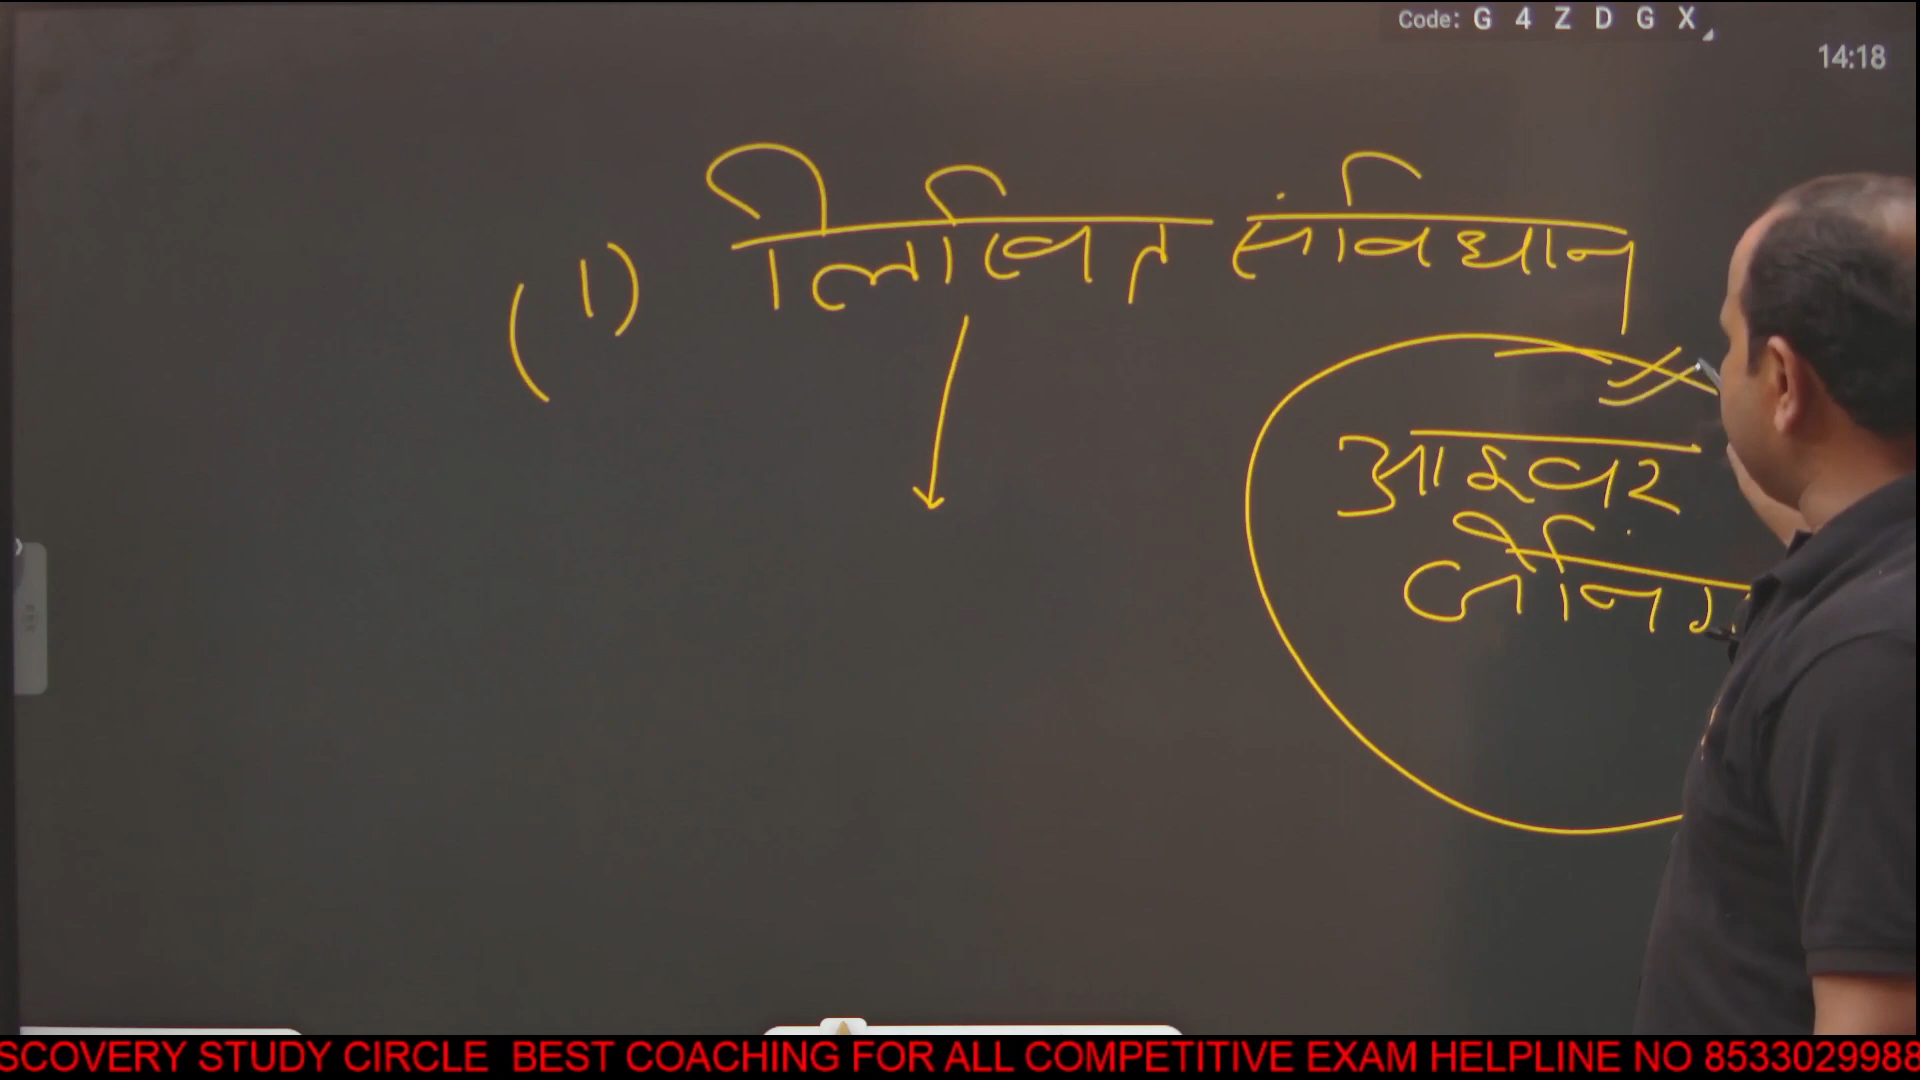 Code: G 4 Z D G X
14:18
(1) लिखित संविधान
आइवर
जेनिंग
SCOVERY STUDY CIRCLE BEST COACHING FOR ALL COMPETITIVE EXAM HELPLINE NO 8533029988